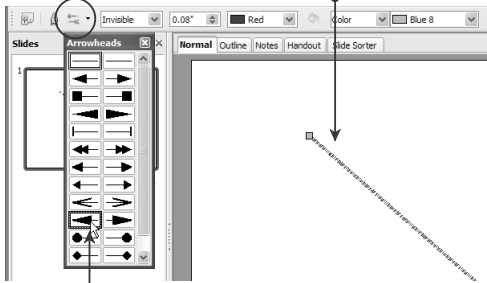 Invisible 0.08" Red Color Blue 8
Slides Arrowheads Normal Outline Notes Handout Slide Sorter
1